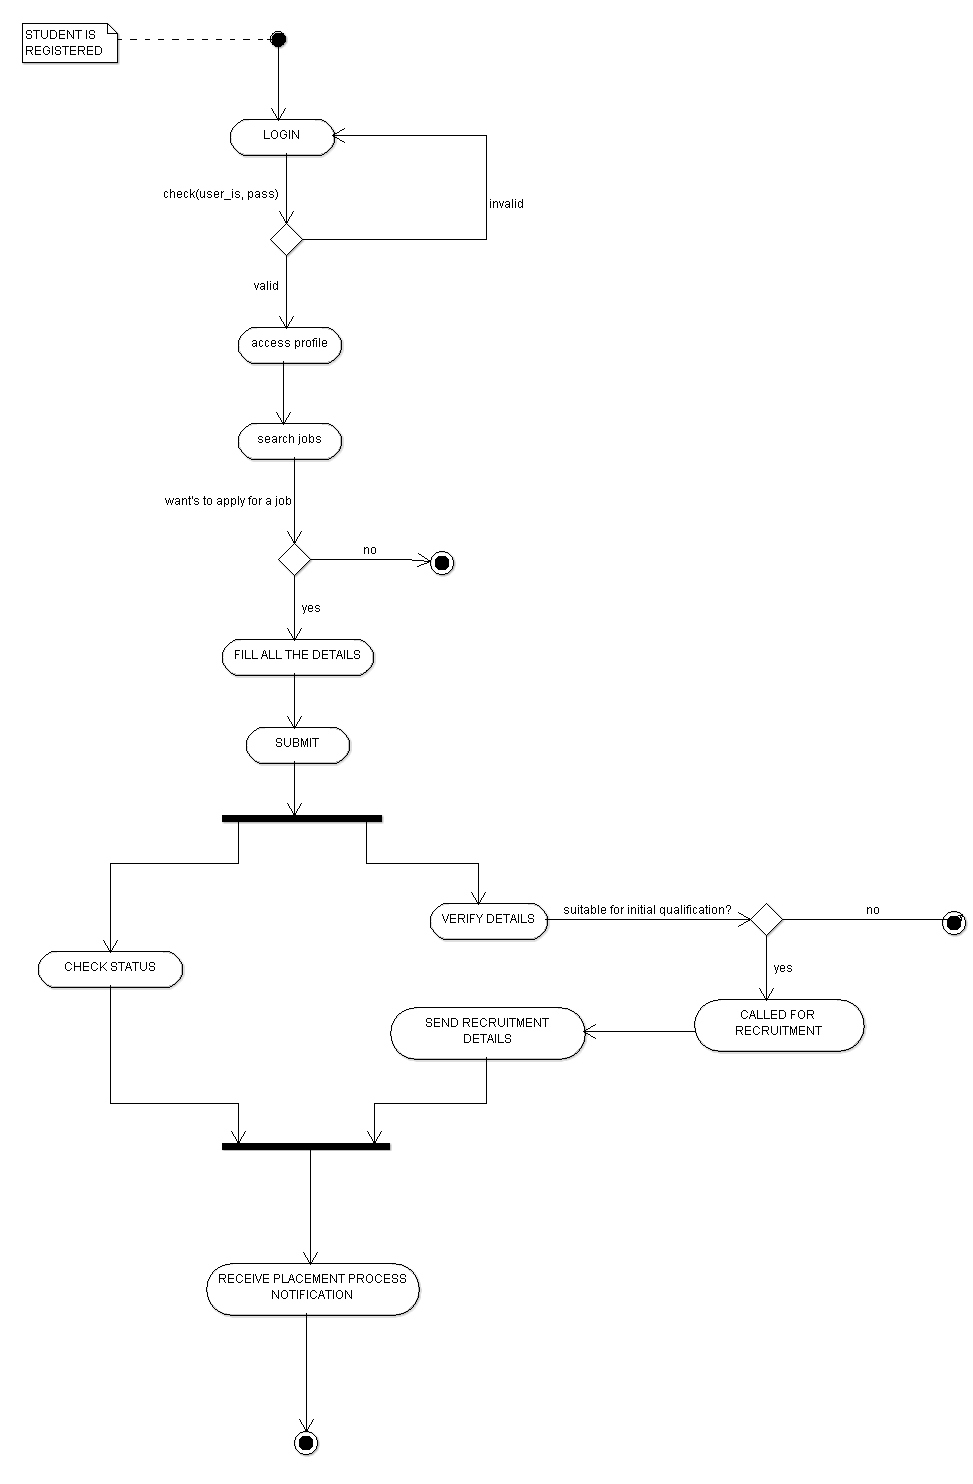 STUDENT IS
REGISTERED
LOGIN
check(user_is, pass)
invalid
valid
access profile
search jobs
want's to apply for a job
no
yes
FILL ALL THE DETAILS
SUBMIT
VERIFY DETAILS
suitable for initial qualification?
no
CHECK STATUS
yes
CALLED FOR
RECRUITMENT
SEND RECRUITMENT
DETAILS
RECEIVE PLACEMENT PROCESS
NOTIFICATION